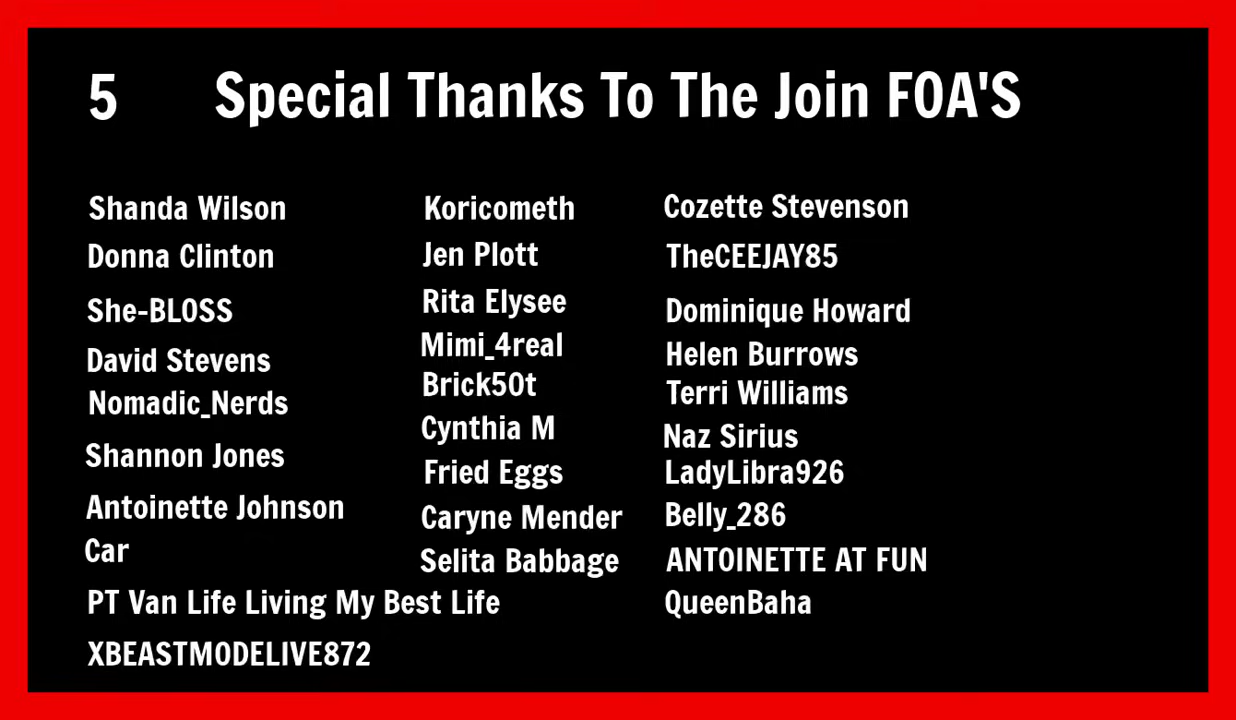 5 Special Thanks To The Join FOA'S
Shanda Wilson
Donna Clinton
She-BLOSS
David Stevens
Nomadic_Nerds
Shannon Jones
Antoinette Johnson
Car
PT Van Life Living My Best Life
XBEASTMODELIVE872
Koricometh
Jen Plott
Rita Elysee
Mimi_4real
Brick50t
Cynthia M
Fried Eggs
Caryne Mender
Selita Babbage
Cozette Stevenson
TheCEEJAY85
Dominique Howard
Helen Burrows
Terri Williams
Naz Sirius
LadyLibra926
Belly_286
ANTOINETTE AT FUN
QueenBaha